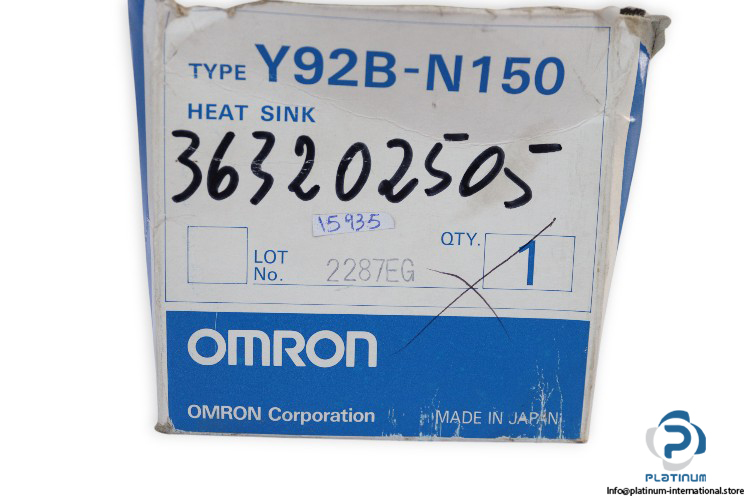 TYPE Y92B-N150
HEAT SINK
363202505
15935
LOT No. 2287EG
QTY. 1
OMRON
OMRON Corporation MADE IN JAPAN
PLATINUM
Info@platinum-international.store